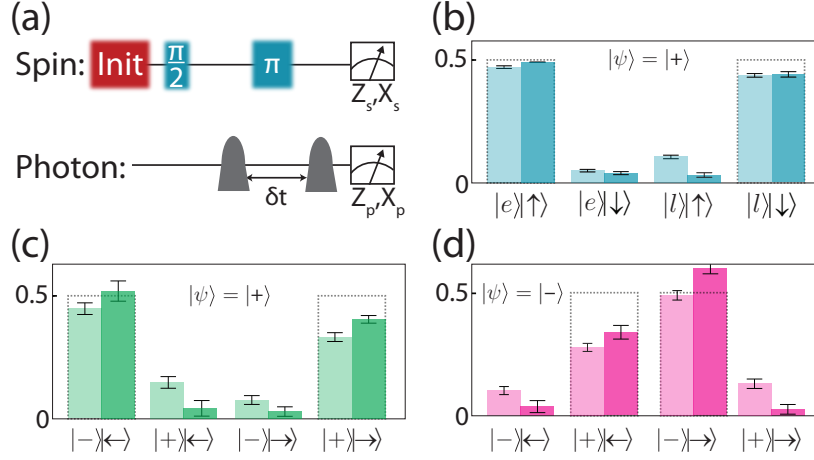 (a)
Spin: Init π/2 π
Z_s,X_s
Photon:
δt
Z_p,X_p
(b)
0.5
|ψ⟩ = |+⟩
0
|e⟩|↑⟩ |e⟩|↓⟩ |l⟩|↑⟩ |l⟩|↓⟩
(c)
0.5
|ψ⟩ = |+⟩
0
|−⟩|←⟩ |+⟩|←⟩ |−⟩|→⟩ |+⟩|→⟩
(d)
0.5
|ψ⟩ = |−⟩
0
|−⟩|←⟩ |+⟩|←⟩ |−⟩|→⟩ |+⟩|→⟩